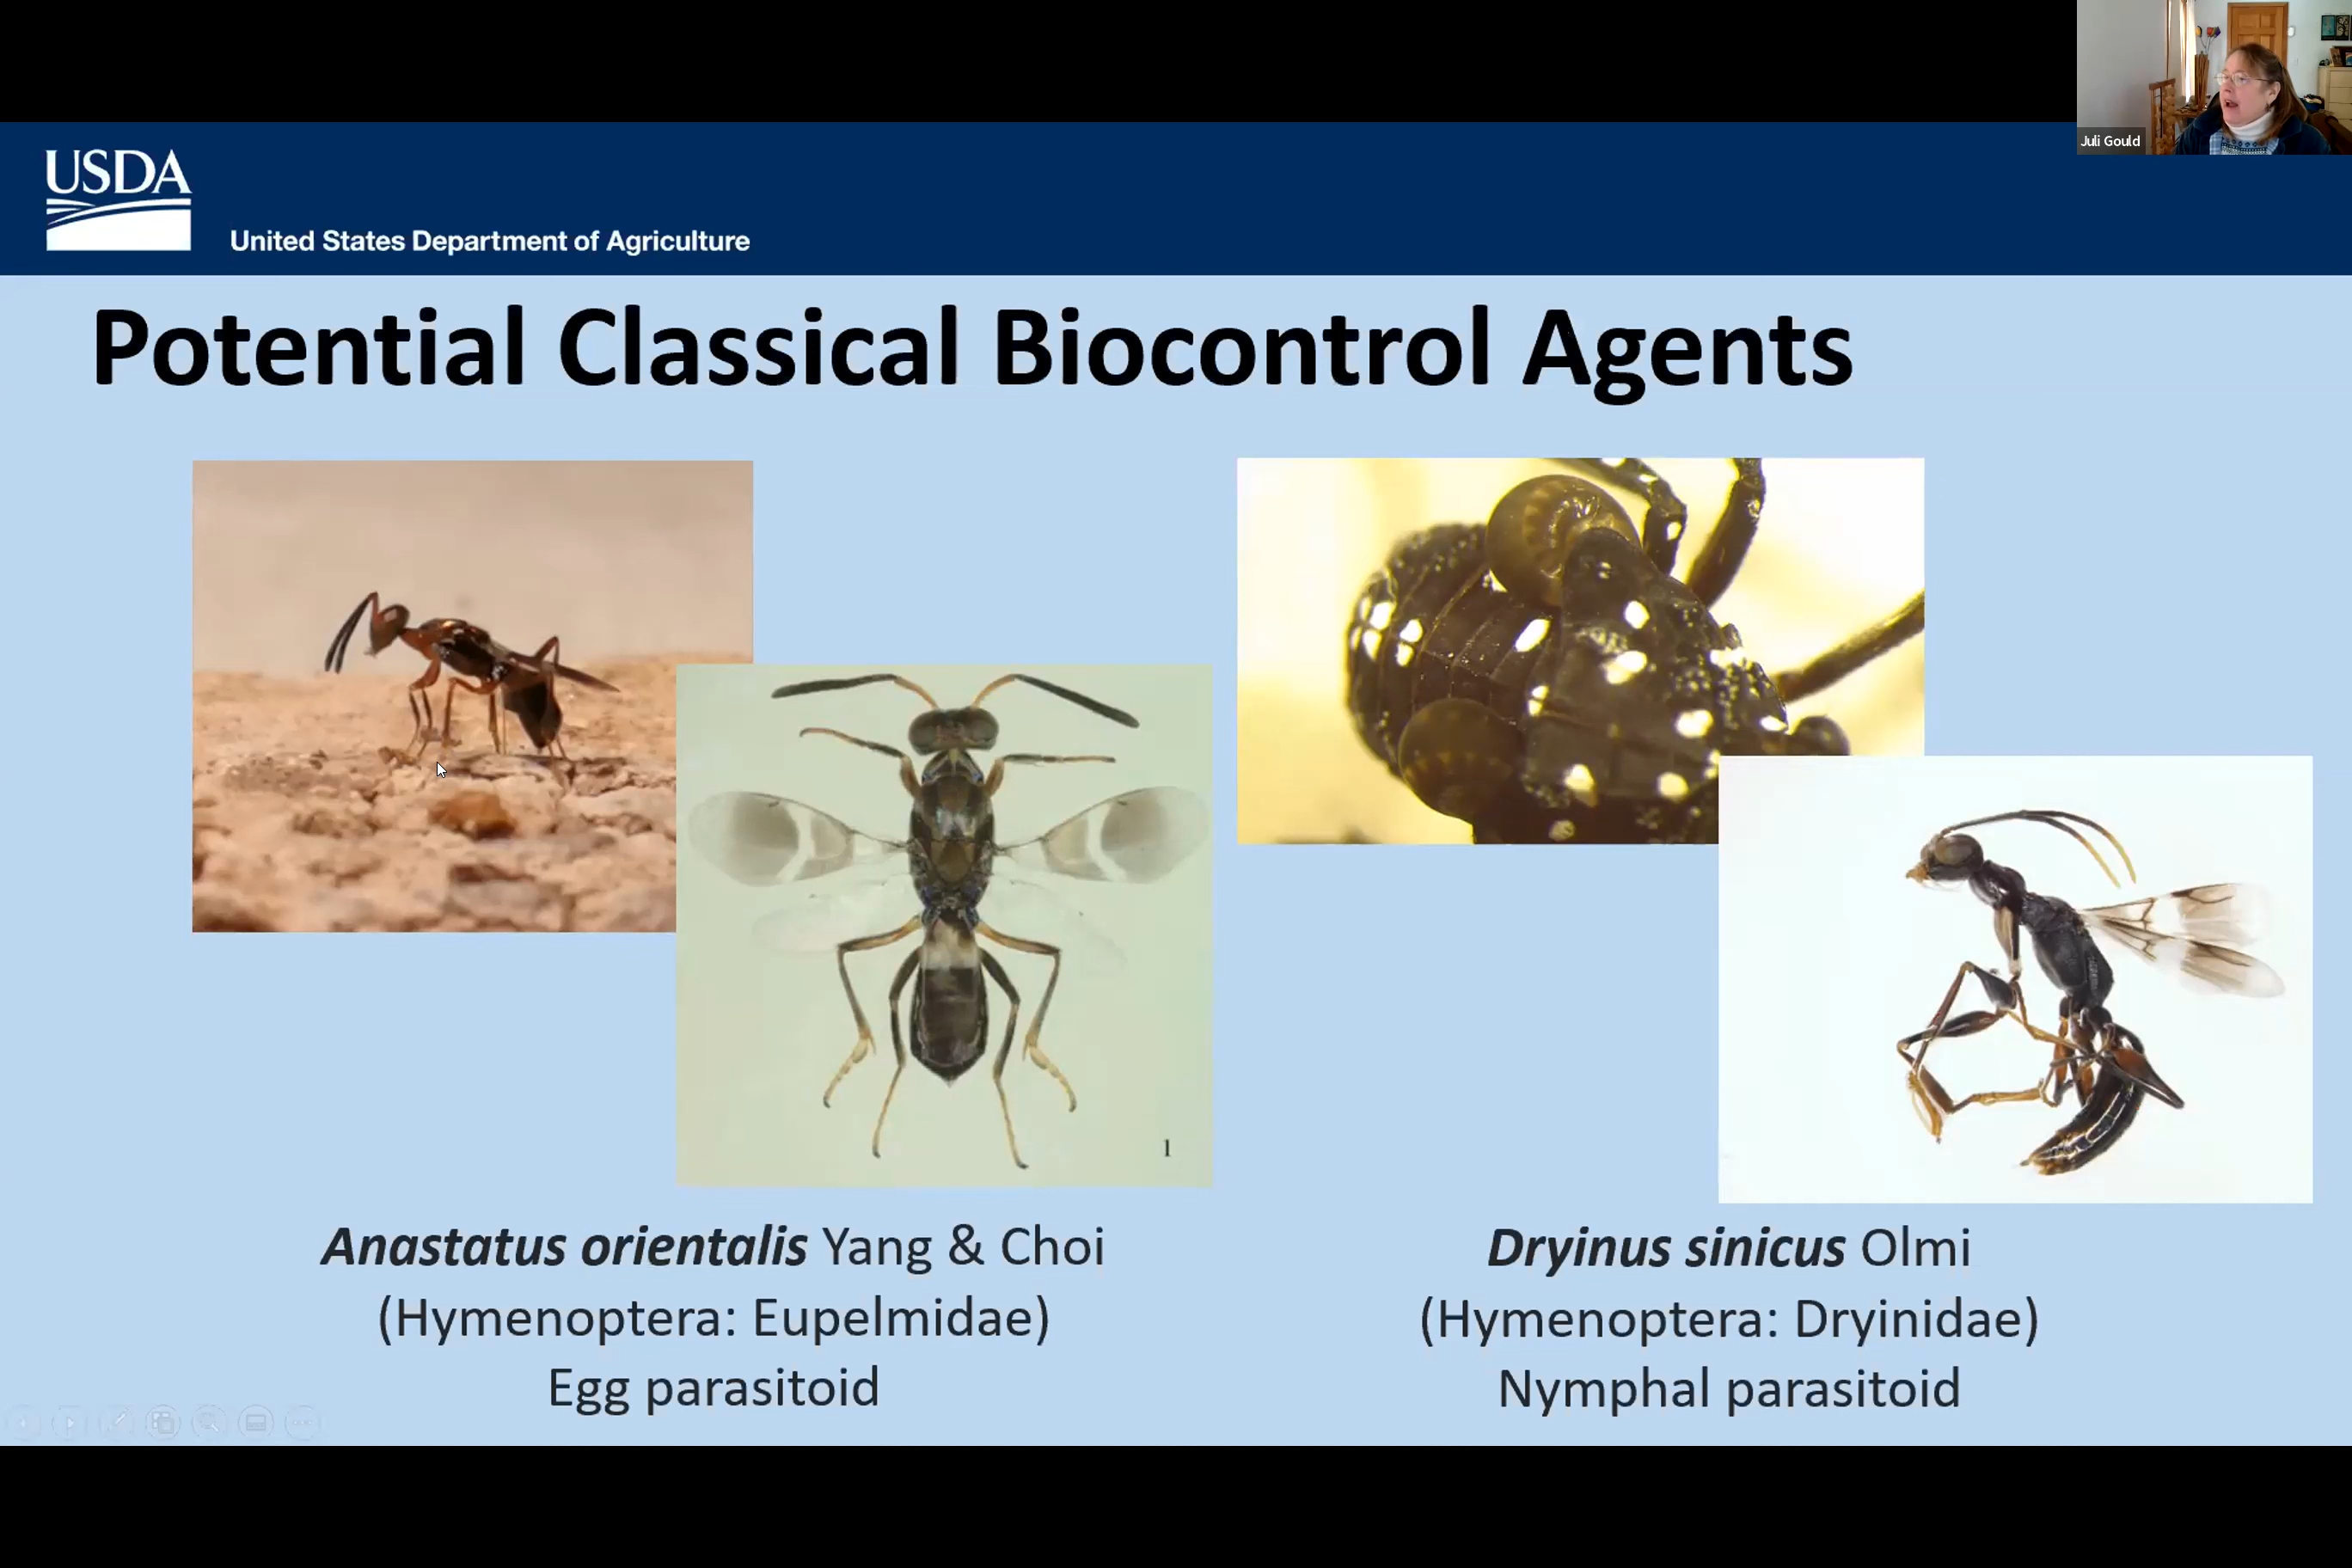 Juli Gould
USDA
United States Department of Agriculture
Potential Classical Biocontrol Agents
1
Anastatus orientalis Yang & Choi
(Hymenoptera: Eupelmidae)
Egg parasitoid
Dryinus sinicus Olmi
(Hymenoptera: Dryinidae)
Nymphal parasitoid